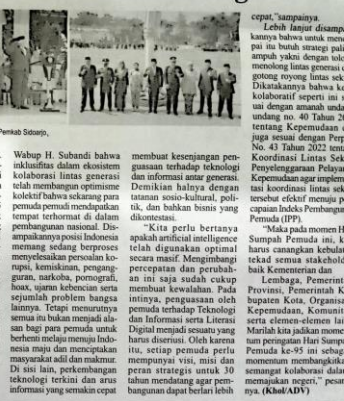 Pemkab Sidoarjo,
Wabup H. Subandi bahwa
inklusifitas dalam ekosistem
kolaborasi lintas generasi
telah membangun optimisme
kolektif bahwa sekarang para
pemuda pemudi mendapatkan
tempat terhormat di dalam
pembangunan nasional. Dis-
ampaikannya posisi Indonesia
memang sedang berproses
menyelesaikan persoalan ko-
rupsi, kemiskinan, pengang-
guran, narkoba, pornografi,
hoax, ujaran kebencian serta
sejumlah problem bangsa
lainnya. Tetapi menurutnya
semua itu bukan menjadi ala-
san bagi para pemuda untuk
berhenti melaju menuju Indo-
nesia maju dan menciptakan
masyarakat adil dan makmur.
Di sisi lain, perkembangan
teknologi terkini dan arus
informasi yang semakin cepat
membuat kesenjangan pen-
guasaan terhadap teknologi
dan informasi antar generasi.
Demikian halnya dengan
tatanan sosio-kultural, poli-
tik, dan bahkan bisnis yang
dikontestasi.
"Kita perlu bertanya
apakah artificial intelligence
telah digunakan optimal
secara masif. Mengimbangi
percepatan dan perubah-
an ini saja sudah cukup
membuat kewalahan. Pada
intinya, penguasaan oleh
pemuda terhadap Teknologi
dan Informasi serta Literasi
Digital menjadi sesuatu yang
harus diseriusi. Oleh karena
itu, setiap pemuda perlu
mempunyai visi, misi dan
peran strategis untuk 30
tahun mendatang agar pem-
bangunan dapat berlari lebih
cepat,"sampainya.
Lebih lanjut disampa
kannya bahwa untuk menc
pai itu butuh strategi pali
ampuh yakni dengan tolo
menolong lintas generasi d
gotong royong lintas sek
Dikatakannya bahwa ke
kolaboratif seperti ini s
uai dengan amanah unda
undang no. 40 Tahun 20
tentang Kepemudaan d
juga sesuai dengan Perp
No. 43 Tahun 2022 tenta
Koordinasi Lintas Sek
Penyelenggaraan Pelayan
Kepemudaan agar implem
tasi koordinasi lintas sek
tersebut efektif menuju p
capaian Indeks Pembangun
Pemuda (IPP).
"Maka pada momen H
Sumpah Pemuda ini, k
harus canangkan kebulat
tekad semua stakehold
baik Kementerian dan
Lembaga, Pemerinta
Provinsi, Pemerintah K
bupaten Kota, Organisa
Kepemudaan, Komunit
serta elemen-elemen lain
Marilah kita jadikan mome
tum peringatan Hari Sump
Pemuda ke-95 ini sebag
momentum membangkitka
semangat kolaborasi dala
memajukan negeri," pesa
nya. (Khol/ADV)